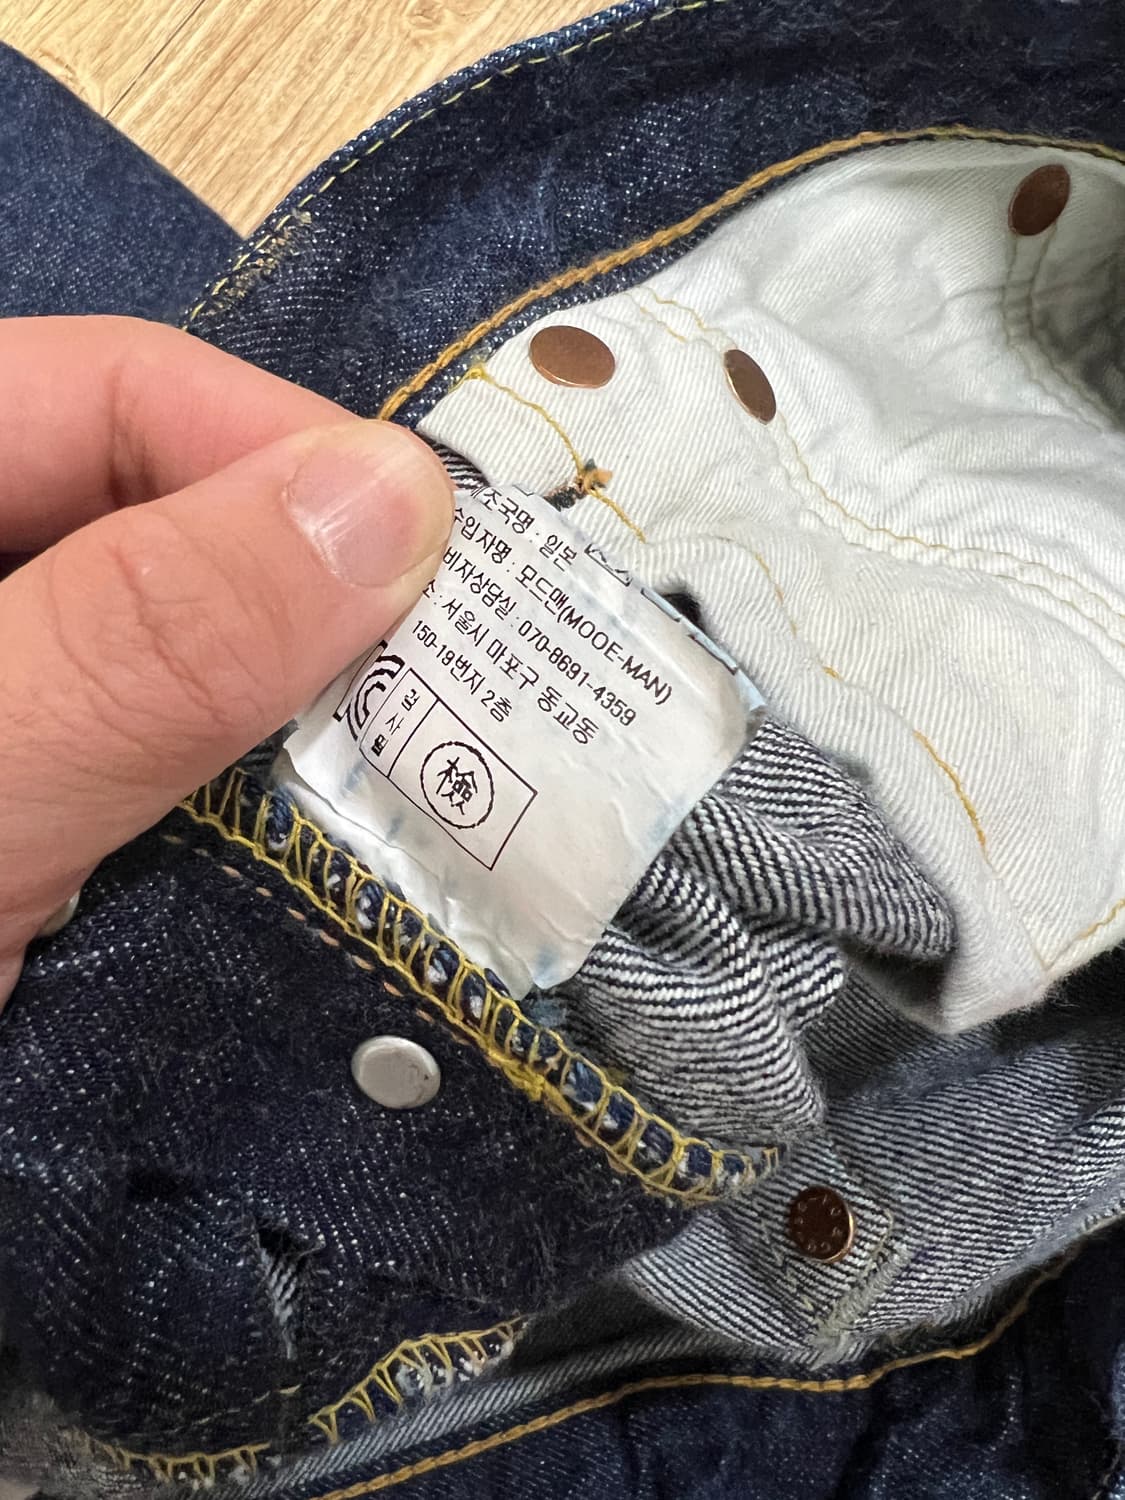 제조국명 : 일본
수입자명 : 모드맨(MOOE-MAN)
비자상담실 : 070-8691-4359
소 : 서울시 마포구 동교동
150-19번지 2층
검사필
檢